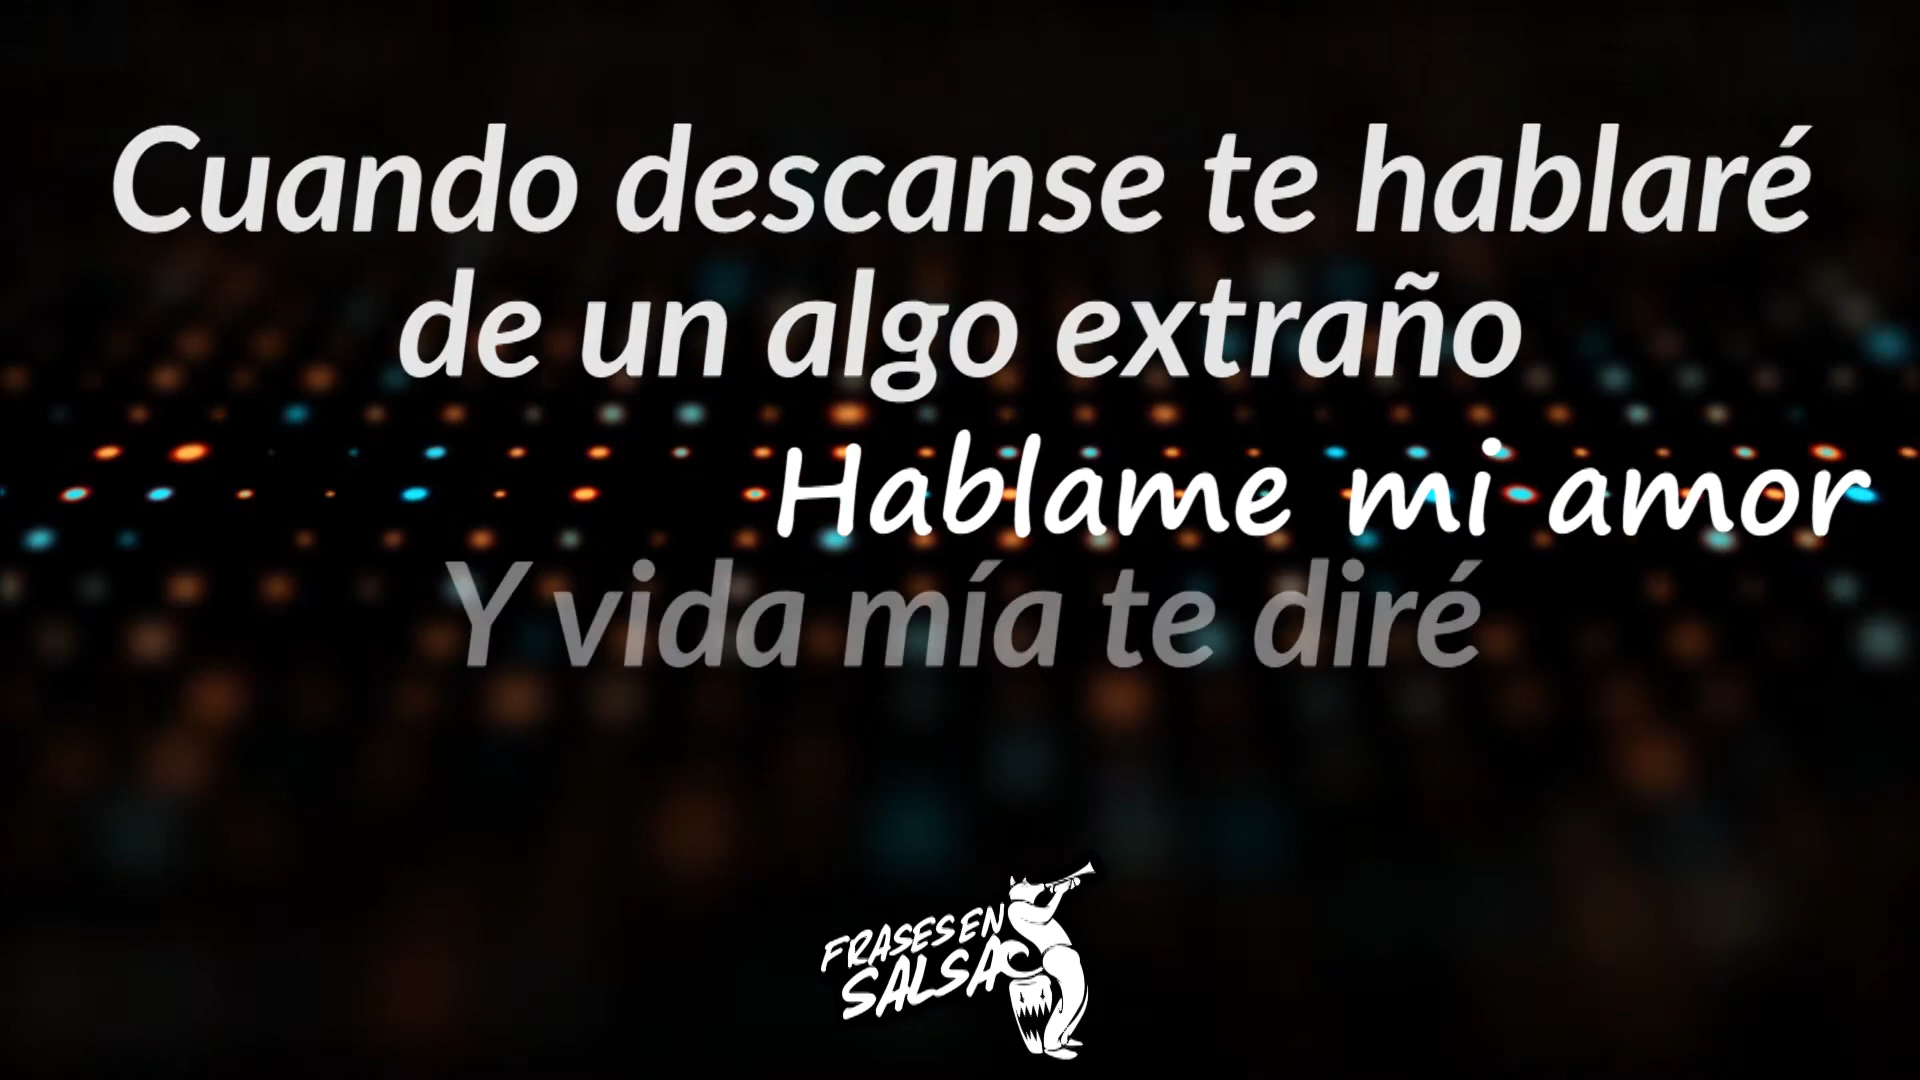 Cuando descanse te hablaré
de un algo extraño
Hablame mi amor
Y vida mía te diré
FRASES EN
SALSA